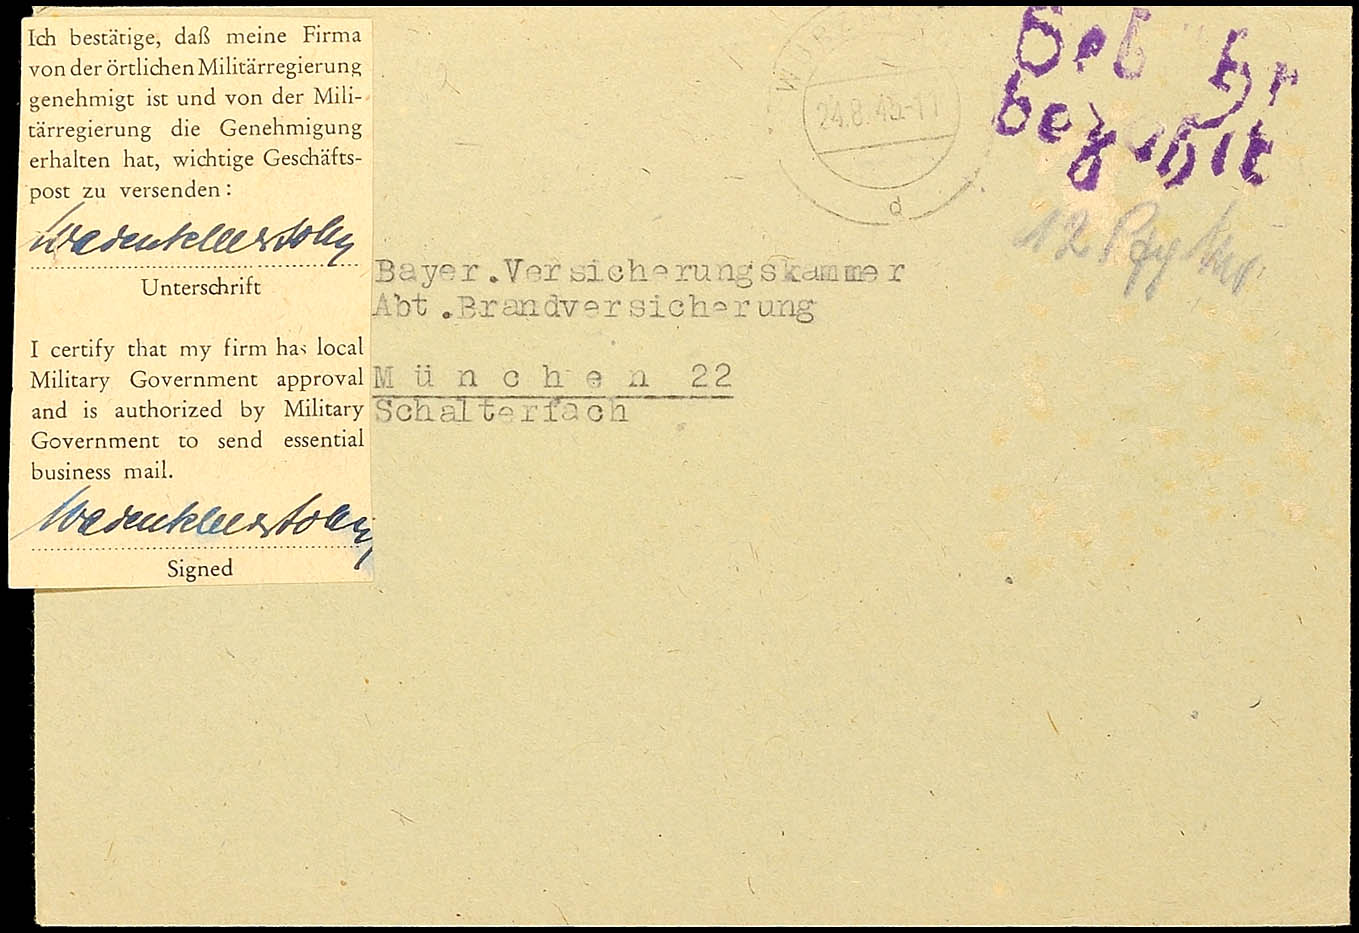 Ich bestätige, daß meine Firma
von der örtlichen Militärregierung
genehmigt ist und von der Mili-
tärregierung die Genehmigung
erhalten hat, wichtige Geschäfts-
post zu versenden:
Unterschrift
I certify that my firm has local
Military Government approval
and is authorized by Military
Government to send essential
business mail.
Signed
24.8.45-11
d
Gebühr
bezahlt
12 Pfg
Bayer.Versicherungskammer
Abt.Brandversicherung
München 22
Schalterfach